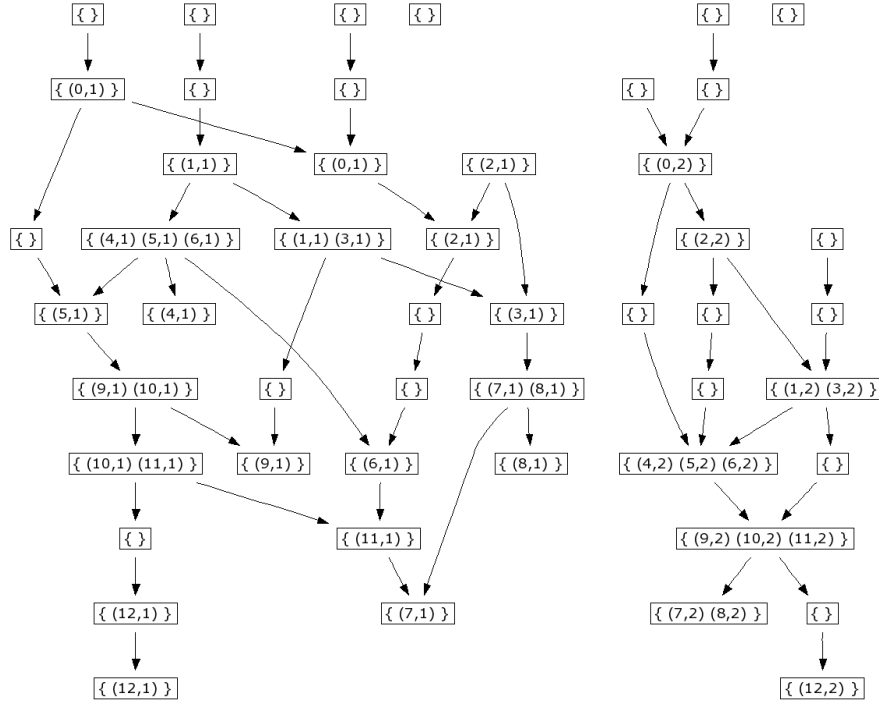 { } { } { } { } { } { }
{ (0,1) } { } { } { } { }
{ (1,1) } { (0,1) } { (2,1) } { (0,2) }
{ } { (4,1) (5,1) (6,1) } { (1,1) (3,1) } { (2,1) } { (2,2) } { }
{ (5,1) } { (4,1) } { } { (3,1) } { } { } { }
{ (9,1) (10,1) } { } { } { (7,1) (8,1) } { } { (1,2) (3,2) }
{ (10,1) (11,1) } { (9,1) } { (6,1) } { (8,1) } { (4,2) (5,2) (6,2) } { }
{ } { (11,1) } { (9,2) (10,2) (11,2) }
{ (12,1) } { (7,1) } { (7,2) (8,2) } { }
{ (12,1) } { (12,2) }